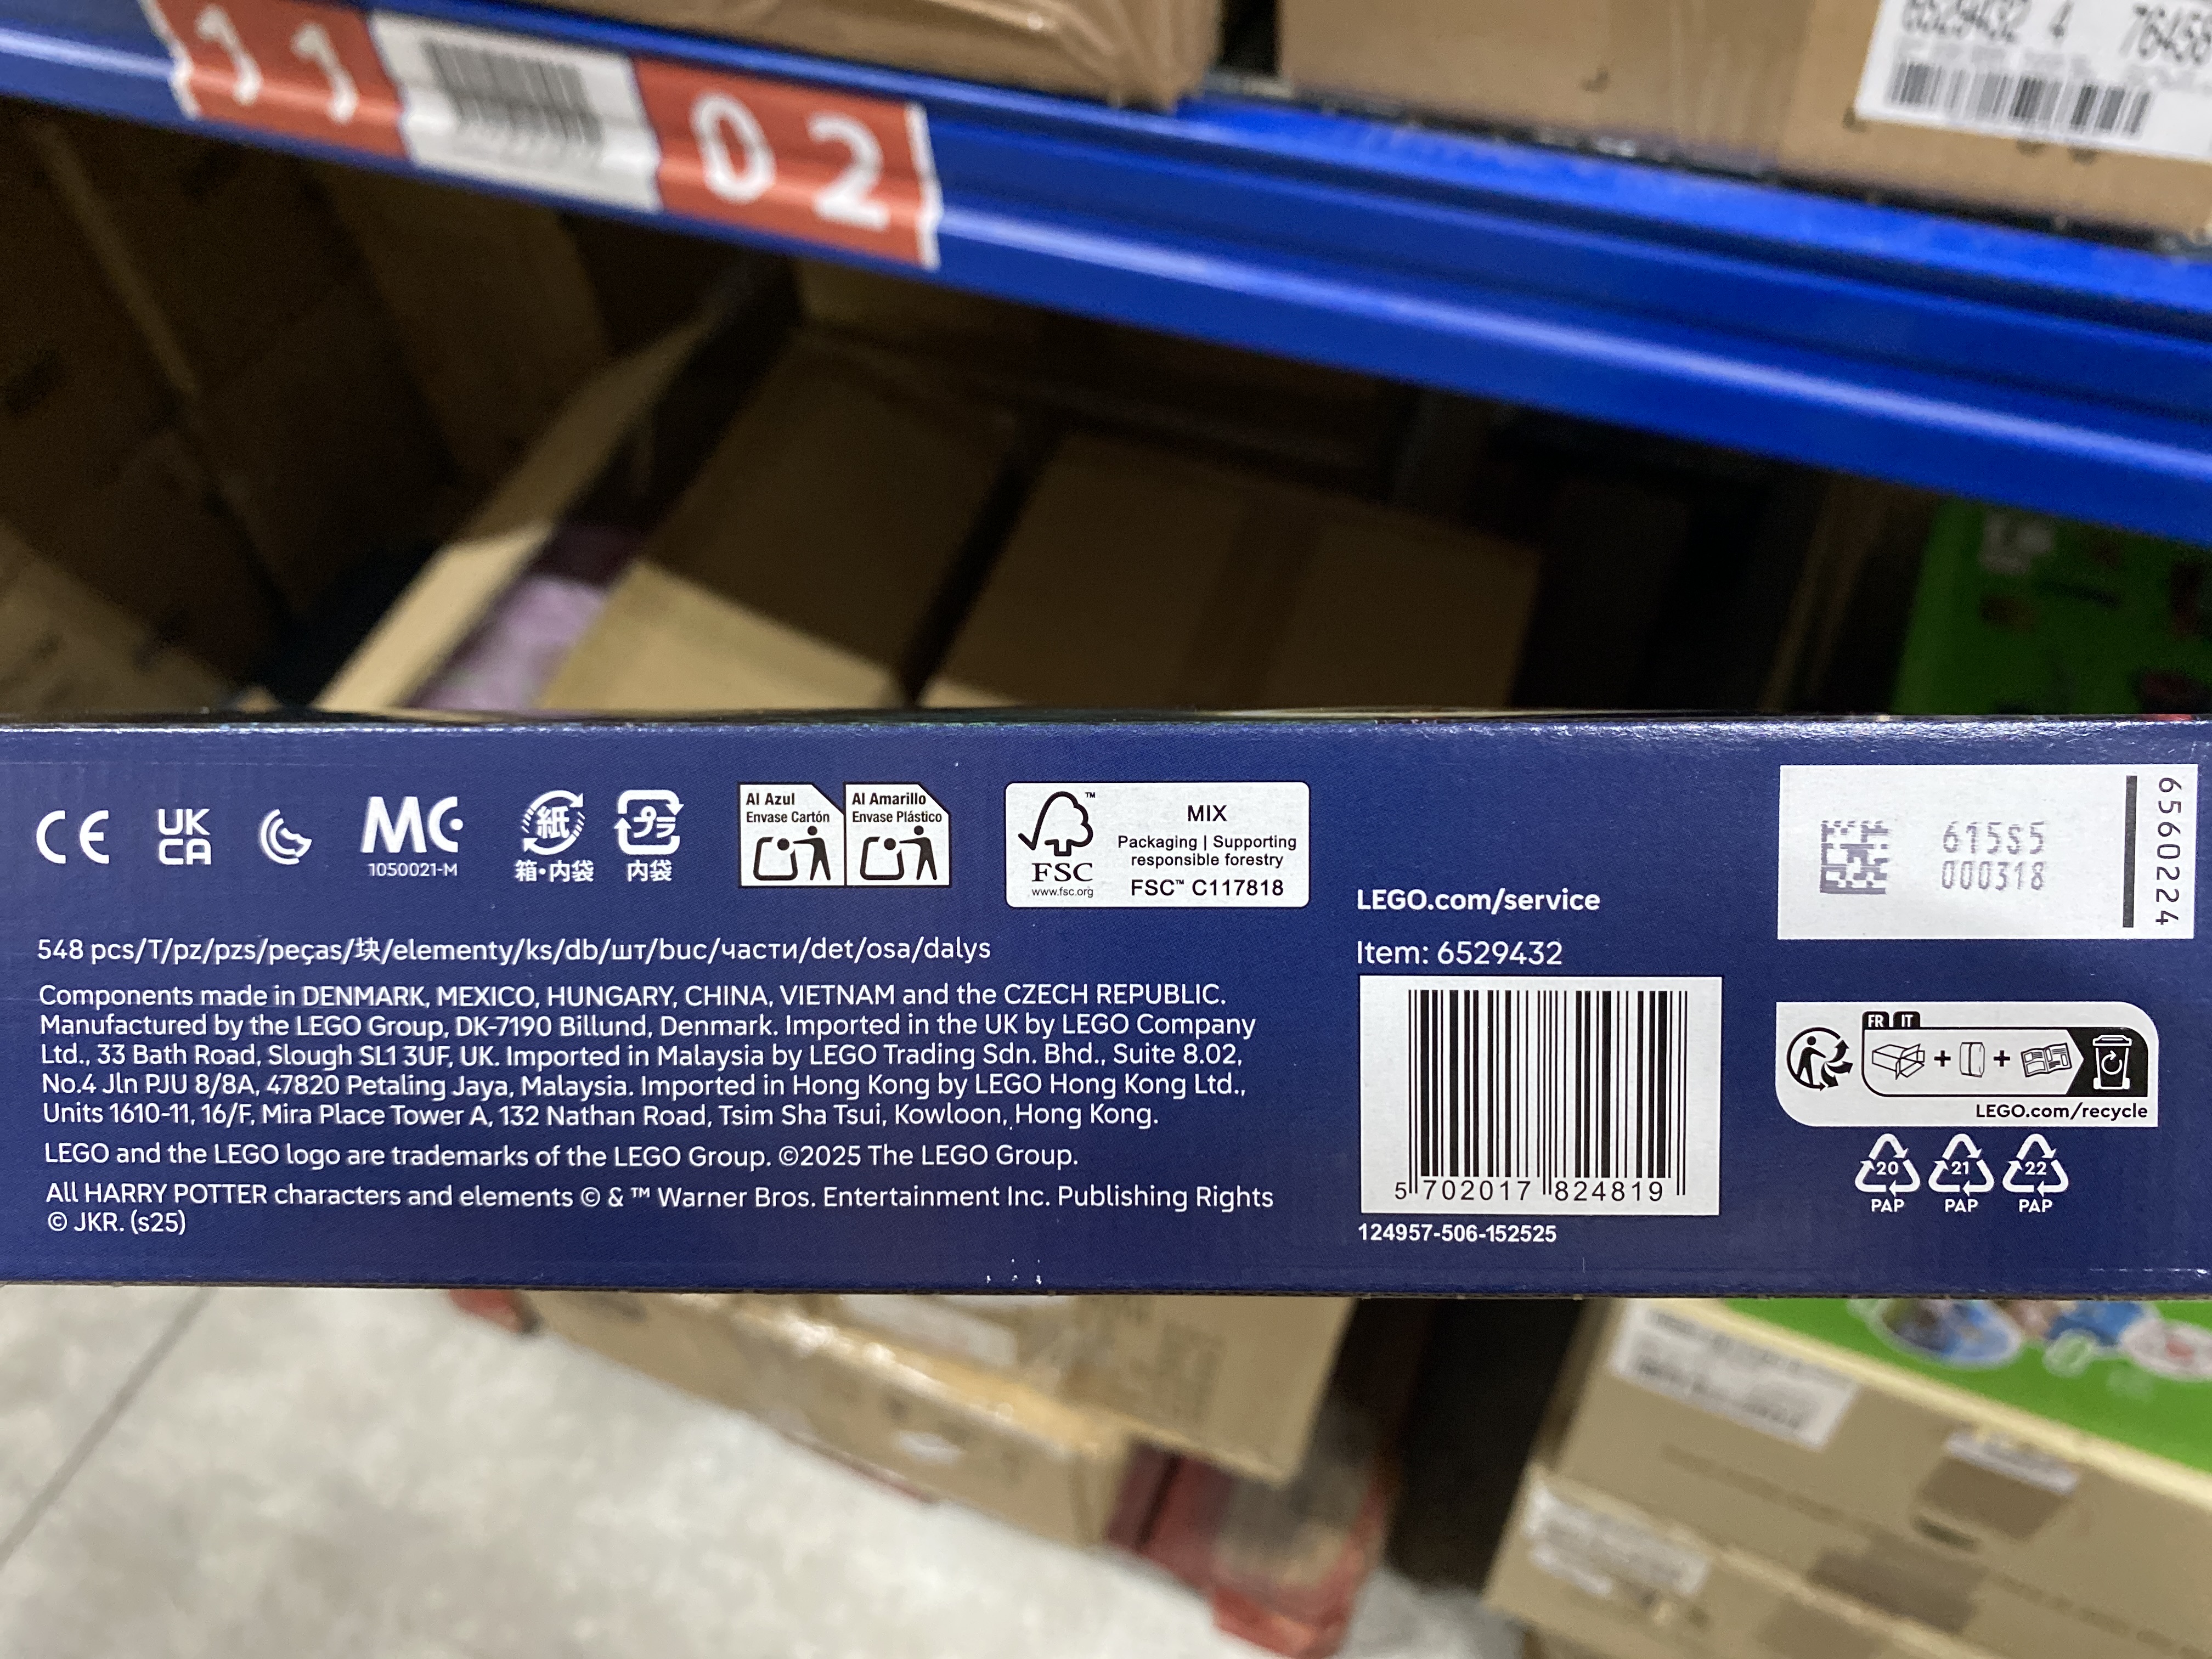 11
02
6529432 4
CE
UK
CA
MC
1050021-M
紙
箱・内袋
プラ
内袋
Al Azul
Envase Cartón
Al Amarillo
Envase Plástico
™
FSC
www.fsc.org
MIX
Packaging | Supporting
responsible forestry
FSC™ C117818
548 pcs/T/pz/pzs/peças/块/elementy/ks/db/шт/buc/части/det/osa/dalys
Components made in DENMARK, MEXICO, HUNGARY, CHINA, VIETNAM and the CZECH REPUBLIC.
Manufactured by the LEGO Group, DK-7190 Billund, Denmark. Imported in the UK by LEGO Company
Ltd., 33 Bath Road, Slough SL1 3UF, UK. Imported in Malaysia by LEGO Trading Sdn. Bhd., Suite 8.02,
No.4 Jln PJU 8/8A, 47820 Petaling Jaya, Malaysia. Imported in Hong Kong by LEGO Hong Kong Ltd.,
Units 1610-11, 16/F, Mira Place Tower A, 132 Nathan Road, Tsim Sha Tsui, Kowloon, Hong Kong.
LEGO and the LEGO logo are trademarks of the LEGO Group. ©2025 The LEGO Group.
All HARRY POTTER characters and elements © & ™ Warner Bros. Entertainment Inc. Publishing Rights
© JKR. (s25)
LEGO.com/service
Item: 6529432
5 702017 824819
124957-506-152525
615S5
000318
6560224
FR IT
LEGO.com/recycle
20 21 22
PAP PAP PAP